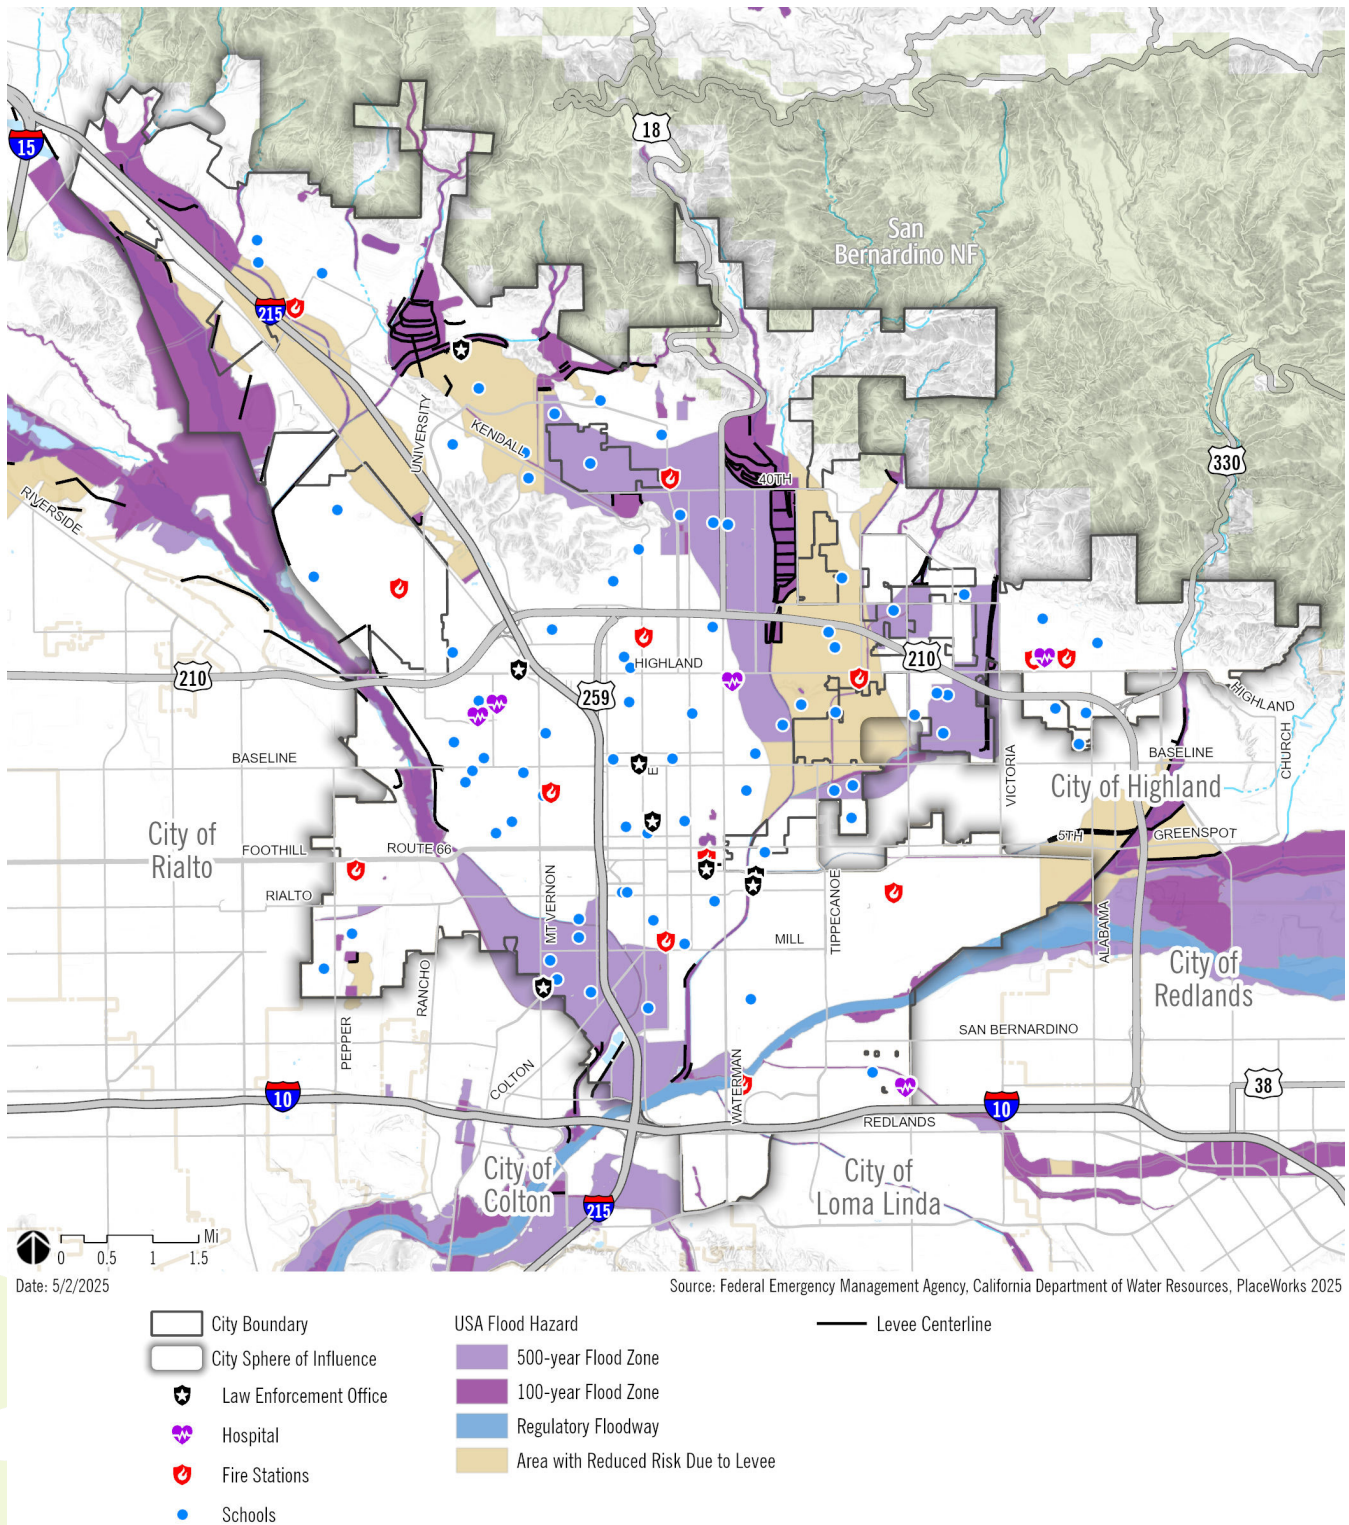 18
15
San
Bernardino NF
215
UNIVERSITY
KENDALL
330
40TH
RIVERSIDE
210
HIGHLAND
210
259
HIGHLAND
BASELINE
E
VICTORIA
BASELINE
CHURCH
City of Highland
City of
Rialto
FOOTHILL
ROUTE 66
5TH
GREENSPOT
RIALTO
MT VERNON
TIPPECANOE
MILL
ALABAMA
City of
Redlands
RANCHO
PEPPER
SAN BERNARDINO
COLTON
WATERMAN
10
10
38
REDLANDS
City of
Colton
City of
Loma Linda
215
0 0.5 1 1.5 Mi
Date: 5/2/2025
Source: Federal Emergency Management Agency, California Department of Water Resources, PlaceWorks 2025
City Boundary
City Sphere of Influence
Law Enforcement Office
Hospital
Fire Stations
Schools
USA Flood Hazard
500-year Flood Zone
100-year Flood Zone
Regulatory Floodway
Area with Reduced Risk Due to Levee
Levee Centerline